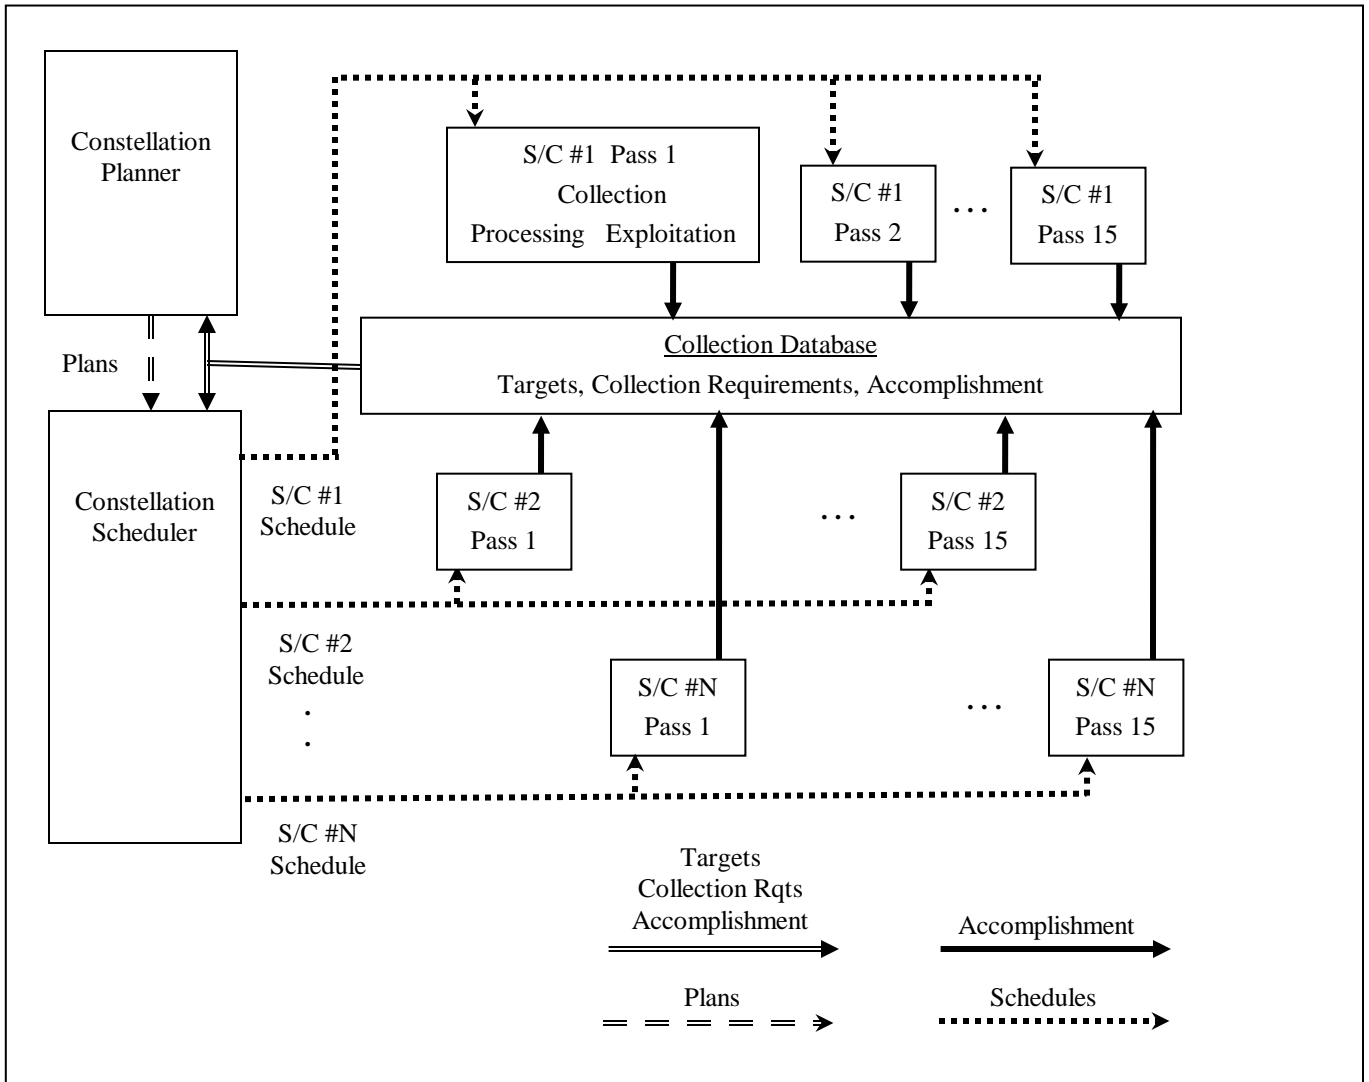 Constellation
Planner
S/C #1 Pass 1
Collection
Processing Exploitation
S/C #1
Pass 2
...
S/C #1
Pass 15
Plans
Collection Database
Targets, Collection Requirements, Accomplishment
Constellation
Scheduler
S/C #1
Schedule
S/C #2
Pass 1
...
S/C #2
Pass 15
S/C #2
Schedule
.
.
S/C #N
Pass 1
...
S/C #N
Pass 15
S/C #N
Schedule
Targets
Collection Rqts
Accomplishment
Accomplishment
Plans
Schedules